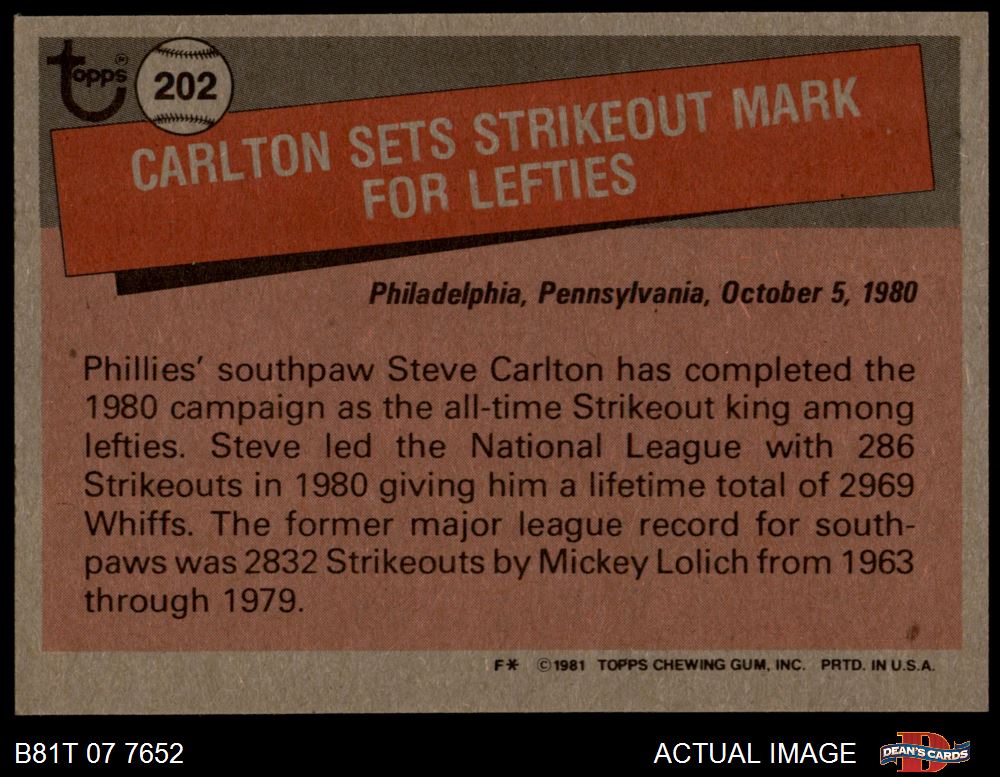 Topps®
202
CARLTON SETS STRIKEOUT MARK
FOR LEFTIES
Philadelphia, Pennsylvania, October 5, 1980
Phillies' southpaw Steve Carlton has completed the
1980 campaign as the all-time Strikeout king among
lefties. Steve led the National League with 286
Strikeouts in 1980 giving him a lifetime total of 2969
Whiffs. The former major league record for south-
paws was 2832 Strikeouts by Mickey Lolich from 1963
through 1979.
F* ©1981 TOPPS CHEWING GUM, INC. PRTD. IN U.S.A.
B81T 07 7652
ACTUAL IMAGE
DEAN'S CARDS